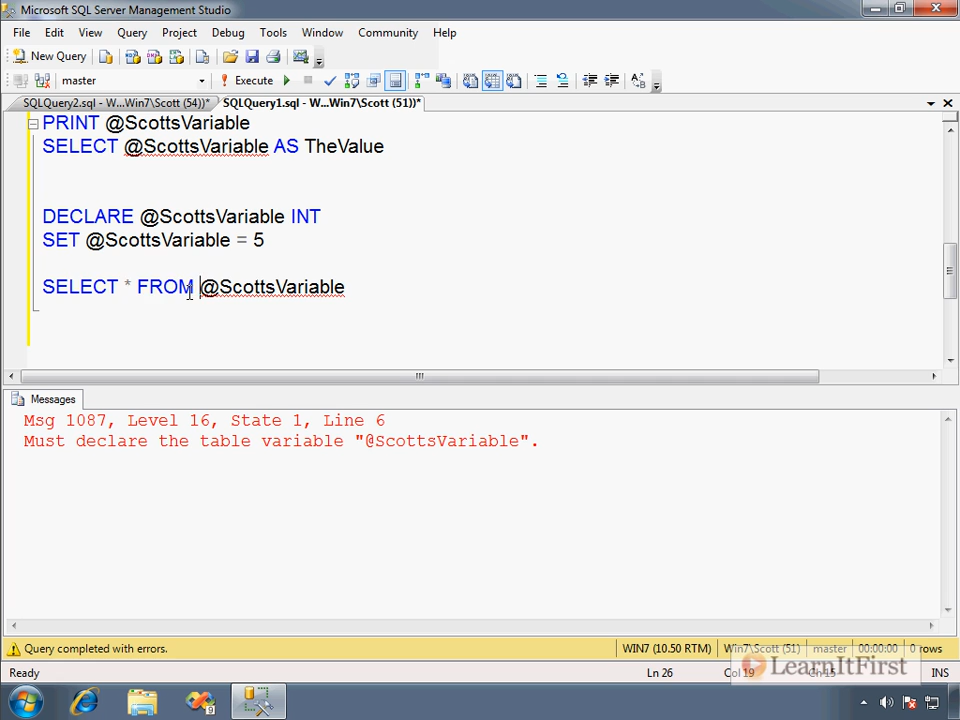 Microsoft SQL Server Management Studio
File Edit View Query Project Debug Tools Window Community Help
New Query
master Execute
SQLQuery2.sql - W...Win7\Scott (54))* SQLQuery1.sql - W...Win7\Scott (51))*
PRINT @ScottsVariable
SELECT @ScottsVariable AS TheValue
DECLARE @ScottsVariable INT
SET @ScottsVariable = 5
SELECT * FROM @ScottsVariable
Messages
Msg 1087, Level 16, State 1, Line 6
Must declare the table variable "@ScottsVariable".
Query completed with errors. WIN7 (10.50 RTM) Win7\Scott (51) master 00:00:00 0 rows
Ready Ln 26 Col 19 Ch 15 INS
LearnItFirst